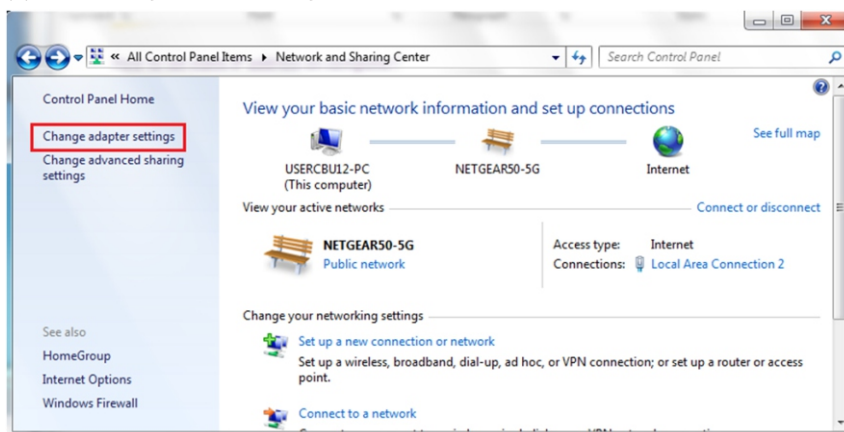 « All Control Panel Items ▸ Network and Sharing Center
Search Control Panel
Control Panel Home
Change adapter settings
Change advanced sharing
settings
See also
HomeGroup
Internet Options
Windows Firewall
View your basic network information and set up connections
See full map
USERCBU12-PC
(This computer)
NETGEAR50-5G
Internet
View your active networks
Connect or disconnect
NETGEAR50-5G
Public network
Access type: Internet
Connections: Local Area Connection 2
Change your networking settings
Set up a new connection or network
Set up a wireless, broadband, dial-up, ad hoc, or VPN connection; or set up a router or access
point.
Connect to a network